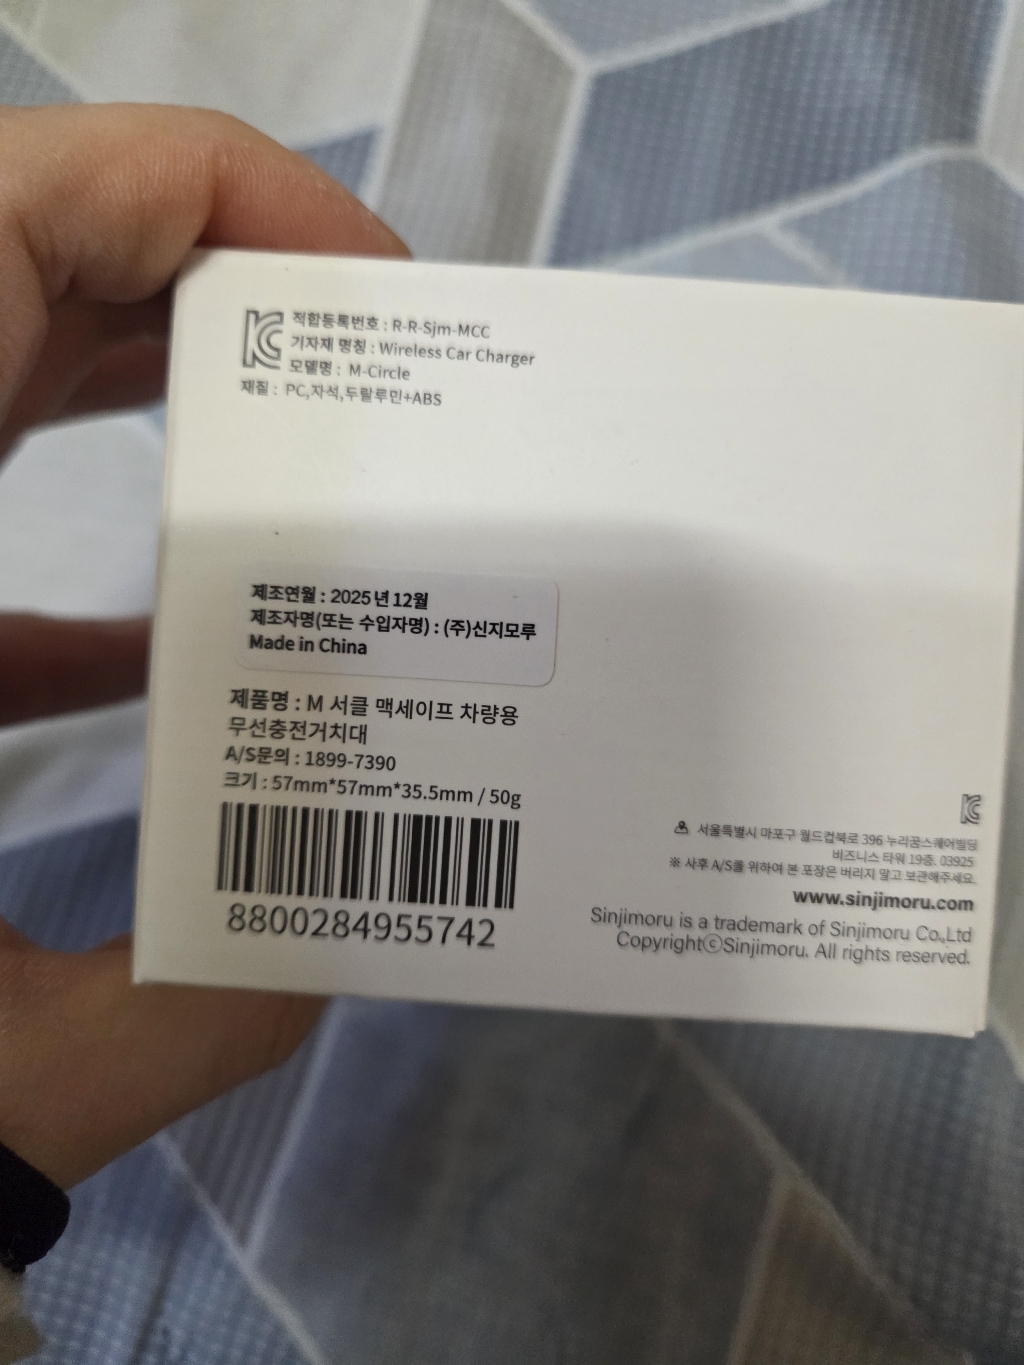 적합등록번호 : R-R-Sjm-MCC
기자재 명칭 : Wireless Car Charger
모델명 : M-Circle
재질 : PC,자석,두랄루민+ABS
제조연월 : 2025년 12월
제조자명(또는 수입자명) : (주)신지모루
Made in China
제품명 : M 서클 맥세이프 차량용
무선충전거치대
A/S문의 : 1899-7390
크기 : 57mm*57mm*35.5mm / 50g
8800284955742
서울특별시 마포구 월드컵북로 396 누리꿈스퀘어빌딩
비즈니스 타워 19층. 03925
※ 사후 A/S를 위하여 본 포장은 버리지 말고 보관해주세요.
www.sinjimoru.com
Sinjimoru is a trademark of Sinjimoru Co.,Ltd
CopyrightⓒSinjimoru. All rights reserved.